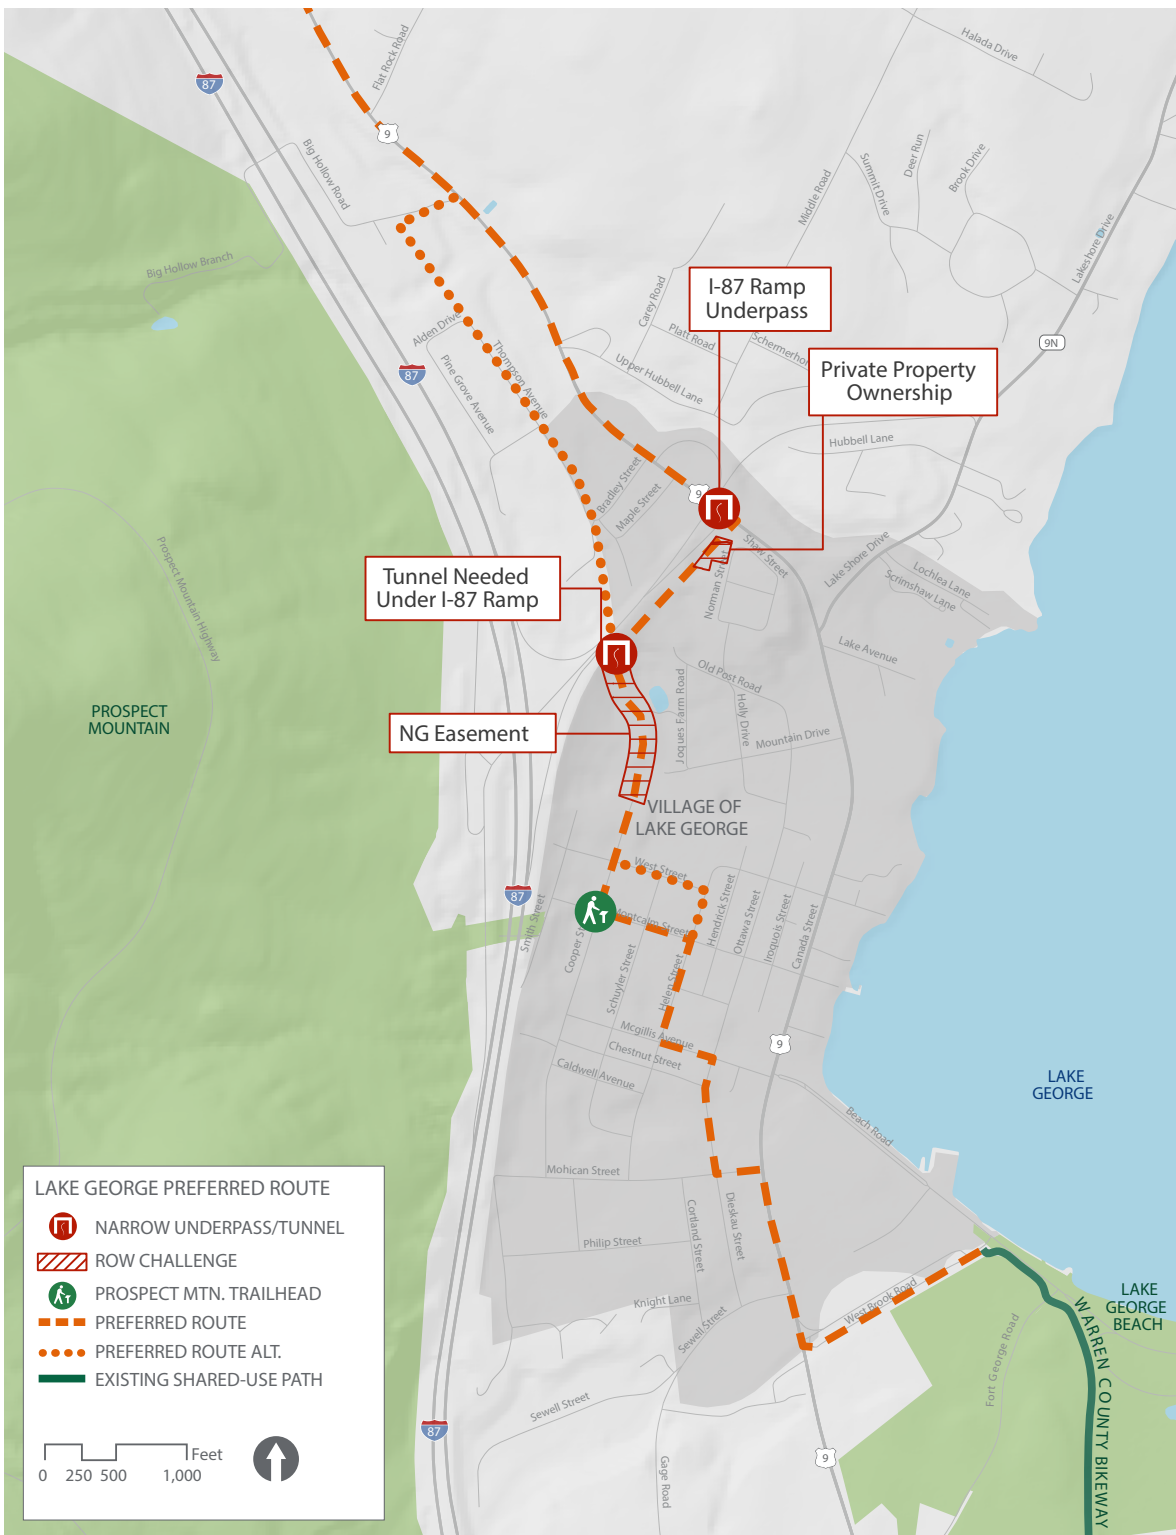 Halada Drive
Flat Rock Road
87
9
Big Hollow Road
Summit Drive
Deer Run
Brook Drive
Middle Road
Lakeshore Drive
Big Hollow Branch
I-87 Ramp
Underpass
Carey Road
Platt Road
Schermerhor
9N
Alden Drive
87
Thompson Avenue
Pine Grove Avenue
Upper Hubbell Lane
Private Property
Ownership
Hubbell Lane
Bradley Street
Maple Street
9
Shaw Street
Norman Street
Lake Shore Drive
Lochlea Lane
Scrimshaw Lane
Prospect Mountain Highway
Tunnel Needed
Under I-87 Ramp
Lake Avenue
Old Post Road
Joques Farm Road
Holly Drive
Mountain Drive
PROSPECT
MOUNTAIN
NG Easement
VILLAGE OF
LAKE GEORGE
West Street
87
Smith Street
Cooper St
Montcalm Street
Schuyler Street
Helen Street
Hendrick Street
Ottawa Street
Iroquois Street
Canada Street
Mcgillis Avenue
Chestnut Street
Caldwell Avenue
9
LAKE
GEORGE
Beach Road
Mohican Street
Cortland Street
Dieskau Street
Philip Street
Knight Lane
Sewell Street
West Brook Road
LAKE
GEORGE
BEACH
Fort George Road
WARREN COUNTY BIKEWAY
Sewell Street
87
Gage Road
9
LAKE GEORGE PREFERRED ROUTE
NARROW UNDERPASS/TUNNEL
ROW CHALLENGE
PROSPECT MTN. TRAILHEAD
PREFERRED ROUTE
PREFERRED ROUTE ALT.
EXISTING SHARED-USE PATH
Feet
0 250 500 1,000